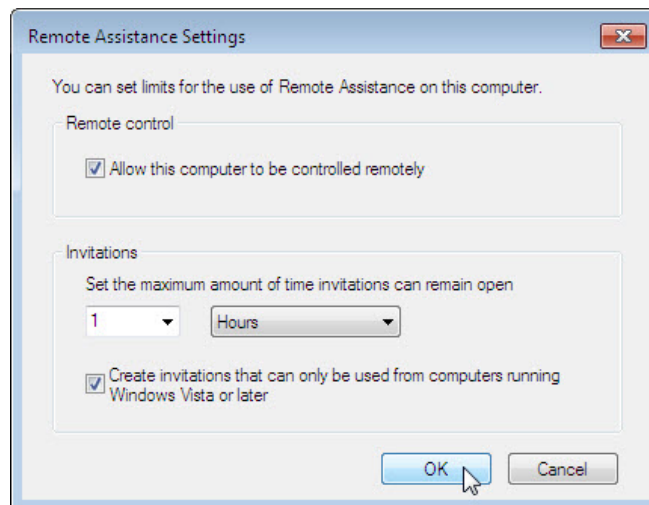 Remote Assistance Settings
You can set limits for the use of Remote Assistance on this computer.
Remote control
Allow this computer to be controlled remotely
Invitations
Set the maximum amount of time invitations can remain open
1 Hours
Create invitations that can only be used from computers running
Windows Vista or later
OK Cancel